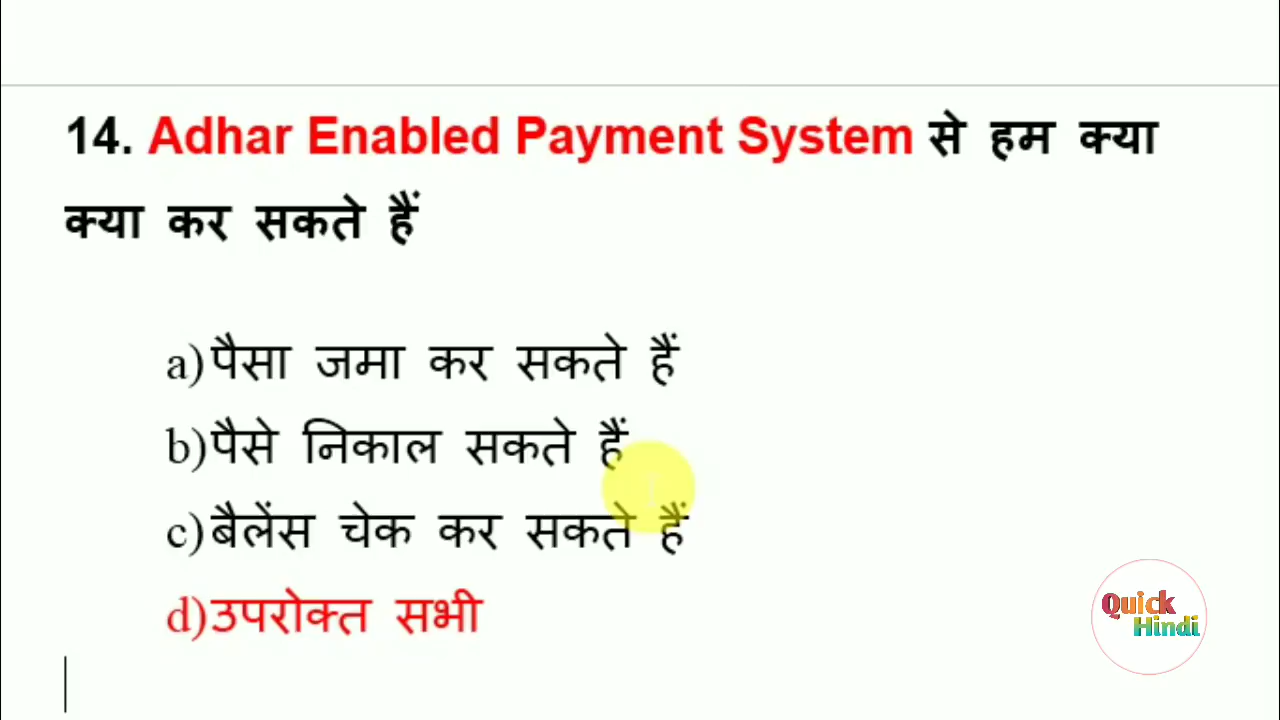 14. Adhar Enabled Payment System से हम क्या
क्या कर सकते हैं
a)पैसा जमा कर सकते हैं
b)पैसे निकाल सकते हैं
c)बैलेंस चेक कर सकते हैं
d)उपरोक्त सभी
Quick
Hindi